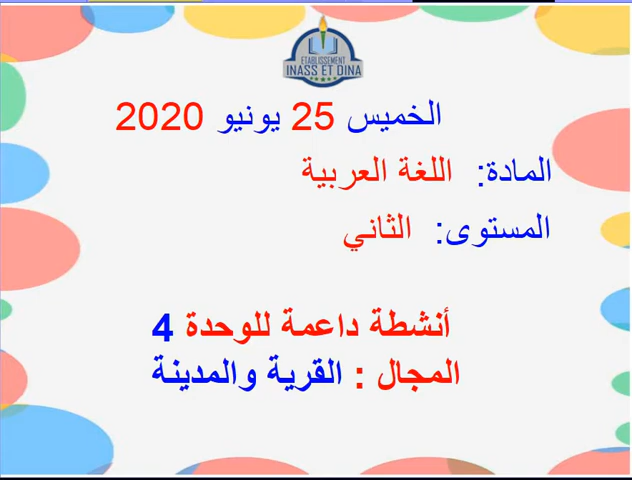 ETABLISSEMENT
INASS ET DINA
الخميس 25 يونيو 2020
المادة: اللغة العربية
المستوى: الثاني
أنشطة داعمة للوحدة 4
المجال : القرية والمدينة